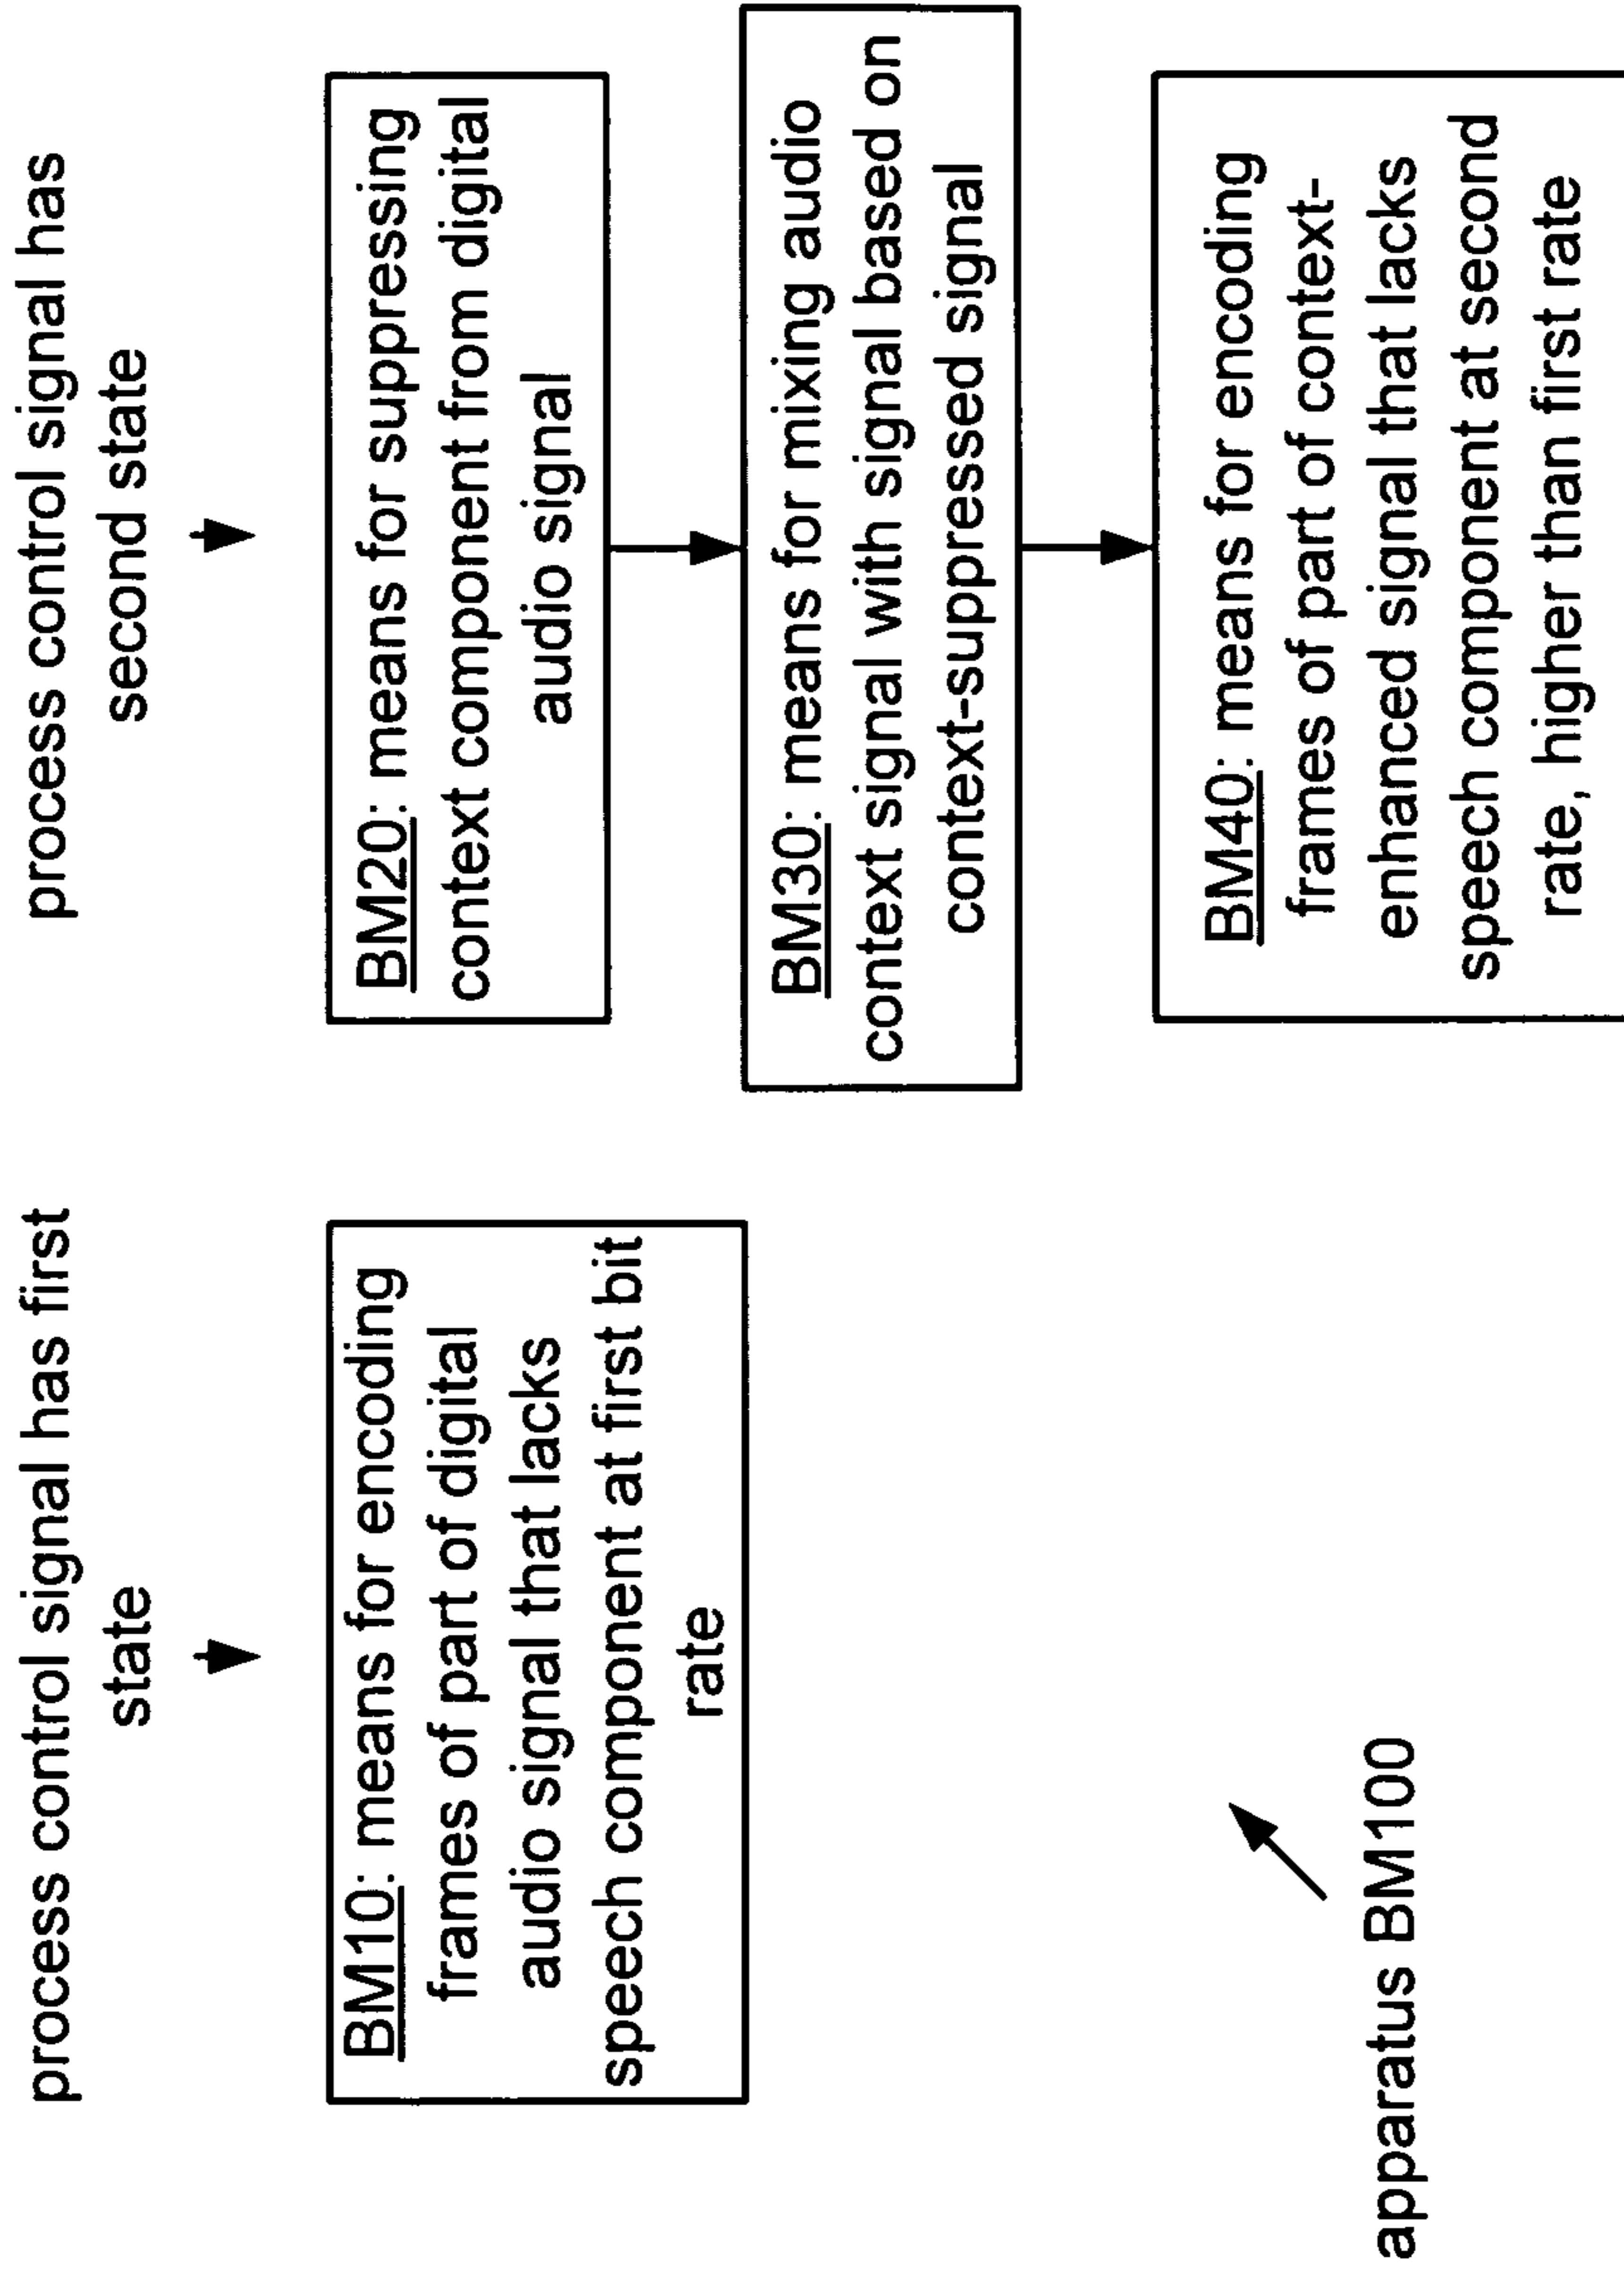 process control signal has first
state
BM10: means for encoding
frames of part of digital
audio signal that lacks
speech component at first bit
rate
process control signal has
second state
BM20: means for suppressing
context component from digital
audio signal
BM30: means for mixing audio
context signal with signal based on
context-suppressed signal
BM40: means for encoding
frames of part of context-
enhanced signal that lacks
speech component at second
rate, higher than first rate
apparatus BM100